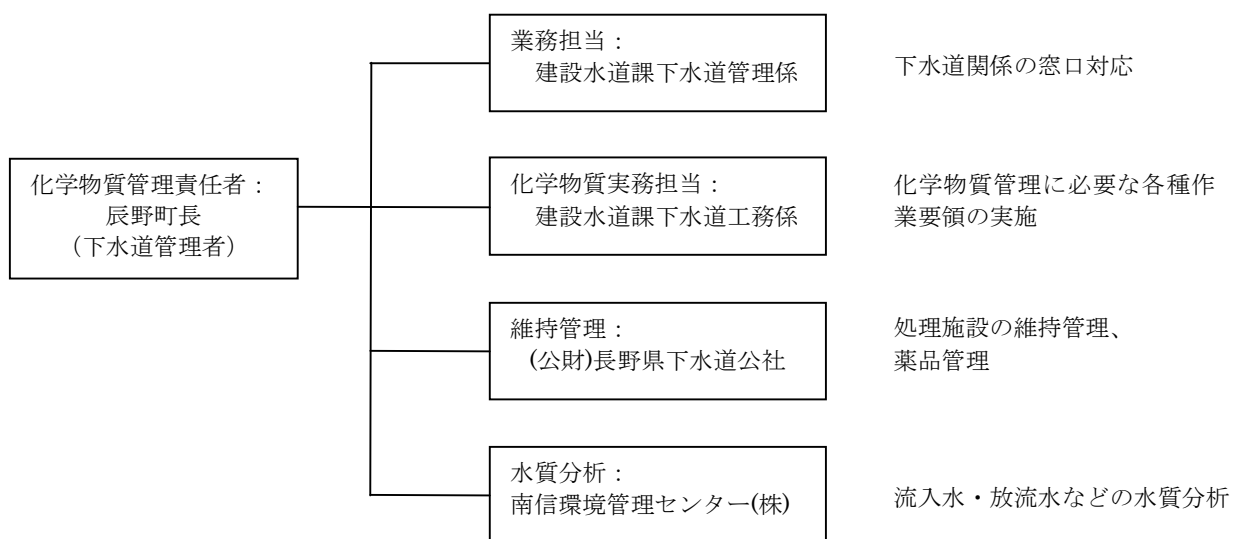 業務担当：
建設水道課下水道管理係
下水道関係の窓口対応
化学物質管理責任者：
辰野町長
（下水道管理者）
化学物質実務担当：
建設水道課下水道工務係
化学物質管理に必要な各種作
業要領の実施
維持管理：
(公財)長野県下水道公社
処理施設の維持管理、
薬品管理
水質分析：
南信環境管理センター(株)
流入水・放流水などの水質分析